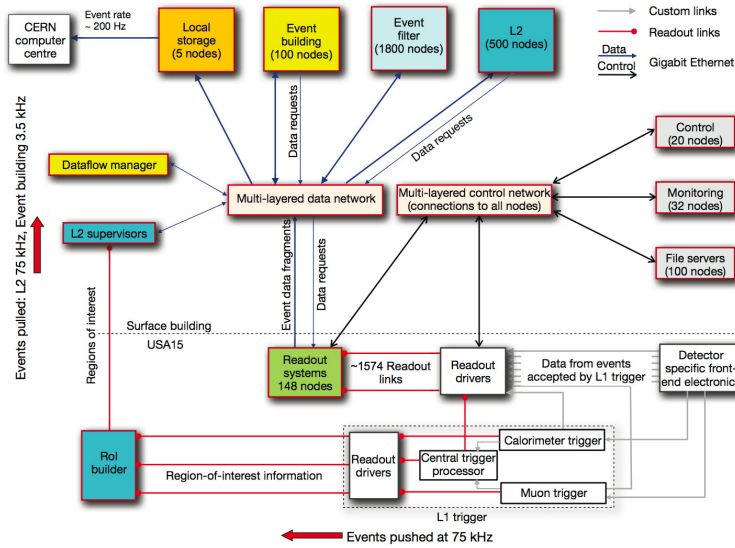 CERN
computer
centre
Event rate
~ 200 Hz
Local
storage
(5 nodes)
Event
building
(100 nodes)
Event
filter
(1800 nodes)
L2
(500 nodes)
Custom links
Readout links
Data
Control
Gigabit Ethernet
Data requests
Data requests
Control
(20 nodes)
Dataflow manager
Multi-layered data network
Multi-layered control network
(connections to all nodes)
Monitoring
(32 nodes)
L2 supervisors
File servers
(100 nodes)
Events pulled: L2 75 kHz, Event building 3.5 kHz
Regions of interest
Event data fragments
Data requests
Surface building
USA15
Readout
systems
148 nodes
~1574 Readout
links
Readout
drivers
Data from events
accepted by L1 trigger
Detector
specific front-
end electronic
RoI
builder
Region-of-interest information
Readout
drivers
Central trigger
processor
Calorimeter trigger
Muon trigger
L1 trigger
Events pushed at 75 kHz